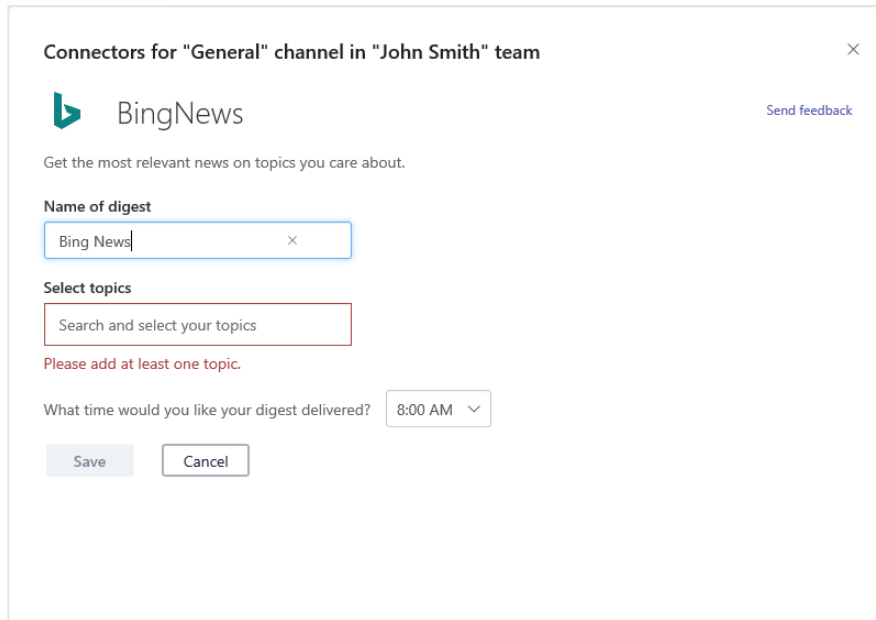 Connectors for "General" channel in "John Smith" team
BingNews
Send feedback
Get the most relevant news on topics you care about.
Name of digest
Bing News
Select topics
Search and select your topics
Please add at least one topic.
What time would you like your digest delivered? 8:00 AM
Save Cancel